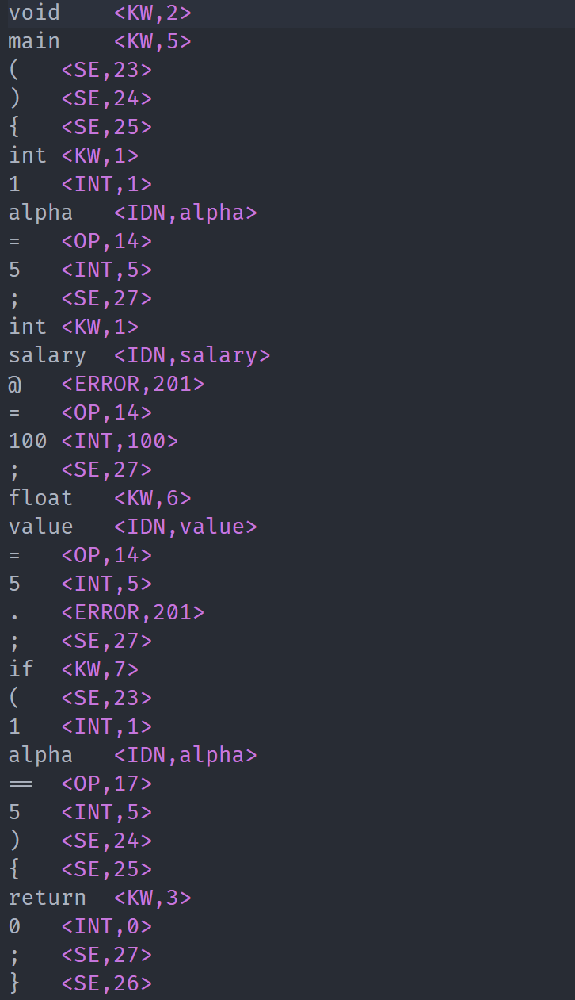 void <KW,2>
main <KW,5>
( <SE,23>
) <SE,24>
{ <SE,25>
int <KW,1>
1 <INT,1>
alpha <IDN,alpha>
= <OP,14>
5 <INT,5>
; <SE,27>
int <KW,1>
salary <IDN,salary>
@ <ERROR,201>
= <OP,14>
100 <INT,100>
; <SE,27>
float <KW,6>
value <IDN,value>
= <OP,14>
5 <INT,5>
. <ERROR,201>
; <SE,27>
if <KW,7>
( <SE,23>
1 <INT,1>
alpha <IDN,alpha>
== <OP,17>
5 <INT,5>
) <SE,24>
{ <SE,25>
return <KW,3>
0 <INT,0>
; <SE,27>
} <SE,26>